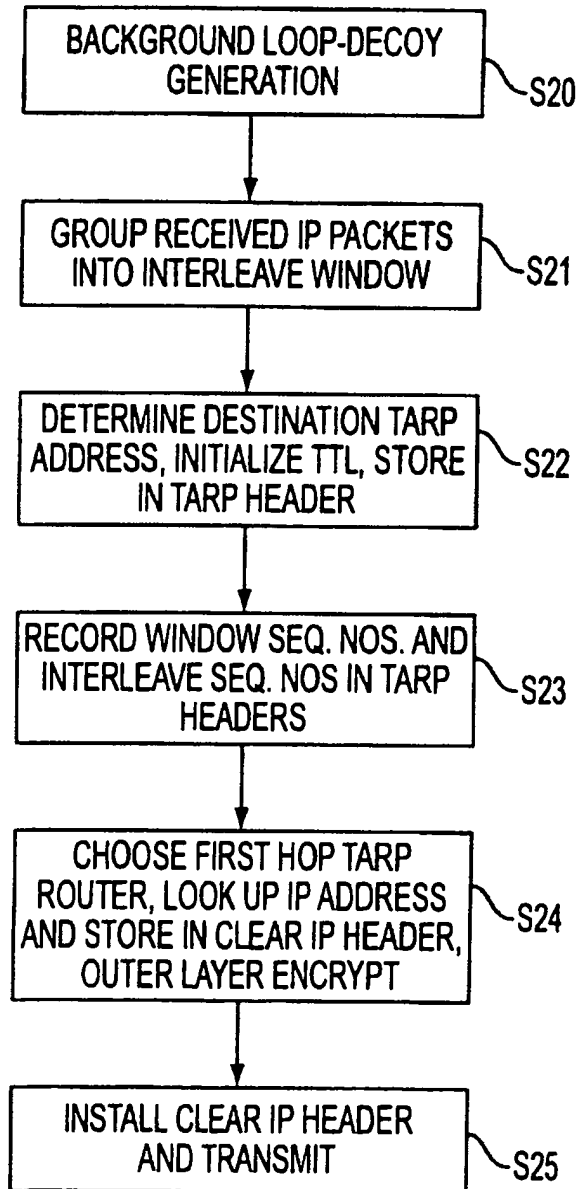 BACKGROUND LOOP-DECOY
GENERATION
S20
GROUP RECEIVED IP PACKETS
INTO INTERLEAVE WINDOW
S21
DETERMINE DESTINATION TARP
ADDRESS, INITIALIZE TTL, STORE
IN TARP HEADER
S22
RECORD WINDOW SEQ. NOS. AND
INTERLEAVE SEQ. NOS IN TARP
HEADERS
S23
CHOOSE FIRST HOP TARP
ROUTER, LOOK UP IP ADDRESS
AND STORE IN CLEAR IP HEADER,
OUTER LAYER ENCRYPT
S24
INSTALL CLEAR IP HEADER
AND TRANSMIT
S25